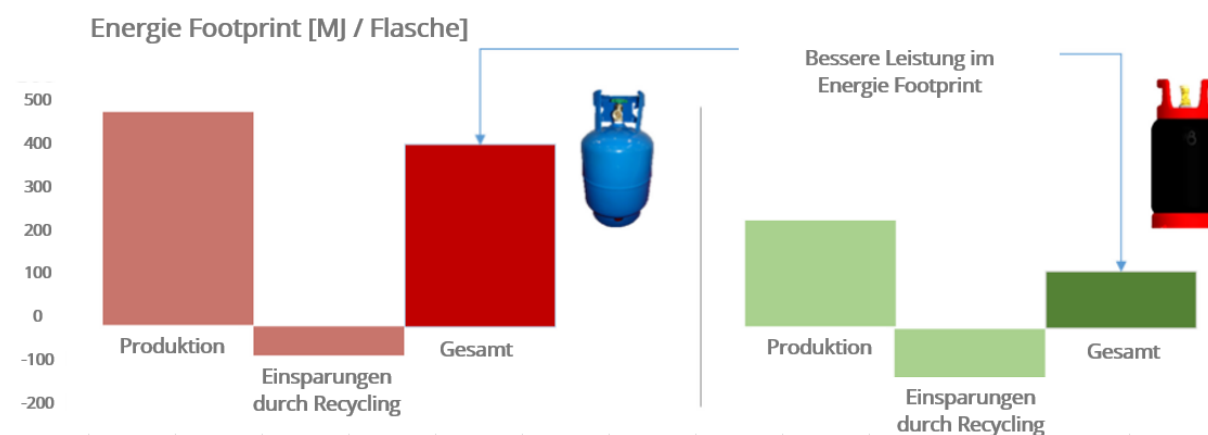 Energie Footprint [MJ / Flasche]
Bessere Leistung im
Energie Footprint
500
400
300
200
100
0
-100
-200
Produktion
Einsparungen
durch Recycling
Gesamt
Produktion
Einsparungen
durch Recycling
Gesamt